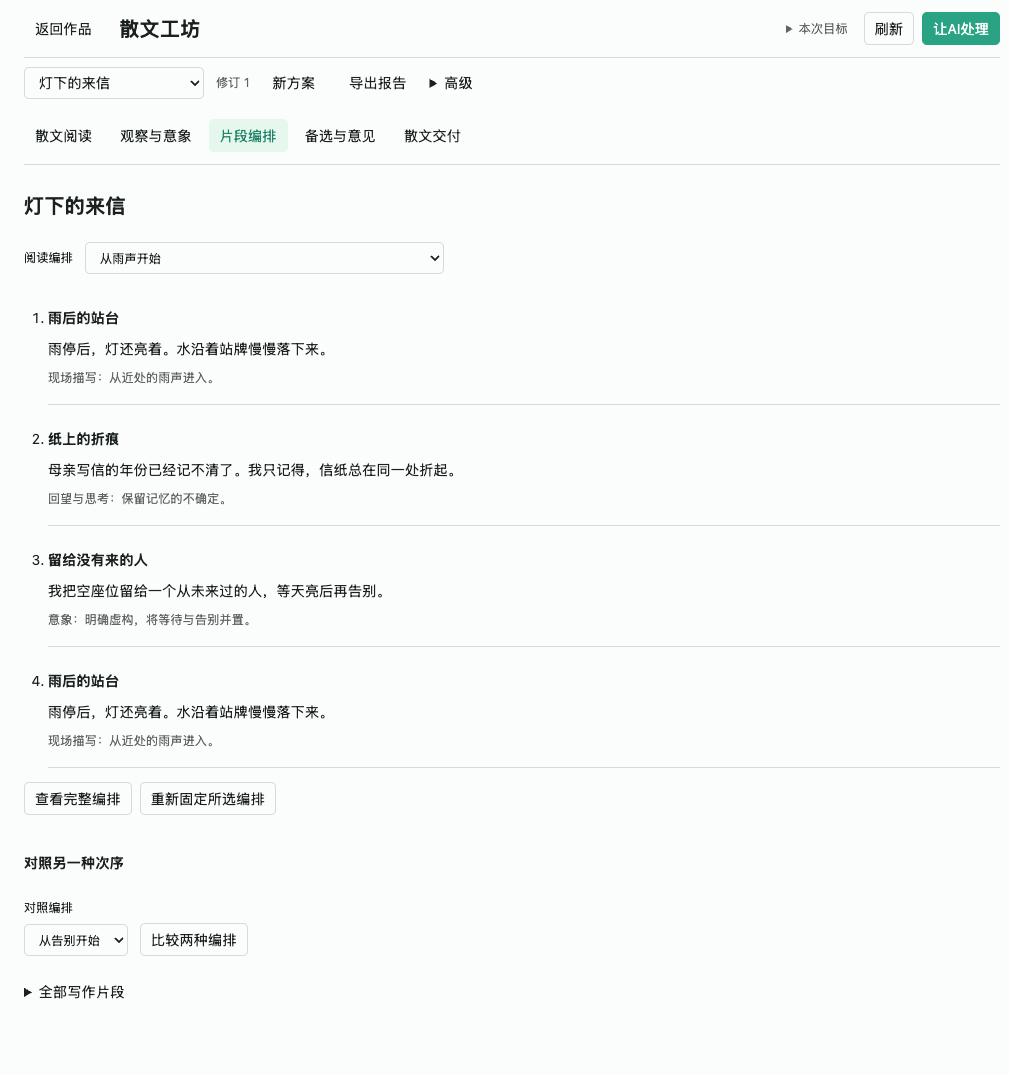 返回作品 散文工坊 ▶ 本次目标 刷新 让AI处理
灯下的来信 修订 1 新方案 导出报告 ▶ 高级
散文阅读 观察与意象 片段编排 备选与意见 散文交付
灯下的来信
阅读编排 从雨声开始
1. 雨后的站台
雨停后，灯还亮着。水沿着站牌慢慢落下来。
现场描写：从近处的雨声进入。
2. 纸上的折痕
母亲写信的年份已经记不清了。我只记得，信纸总在同一处折起。
回望与思考：保留记忆的不确定。
3. 留给没有来的人
我把空座位留给一个从未来过的人，等天亮后再告别。
意象：明确虚构，将等待与告别并置。
4. 雨后的站台
雨停后，灯还亮着。水沿着站牌慢慢落下来。
现场描写：从近处的雨声进入。
查看完整编排 重新固定所选编排
对照另一种次序
对照编排
从告别开始 比较两种编排
▶ 全部写作片段